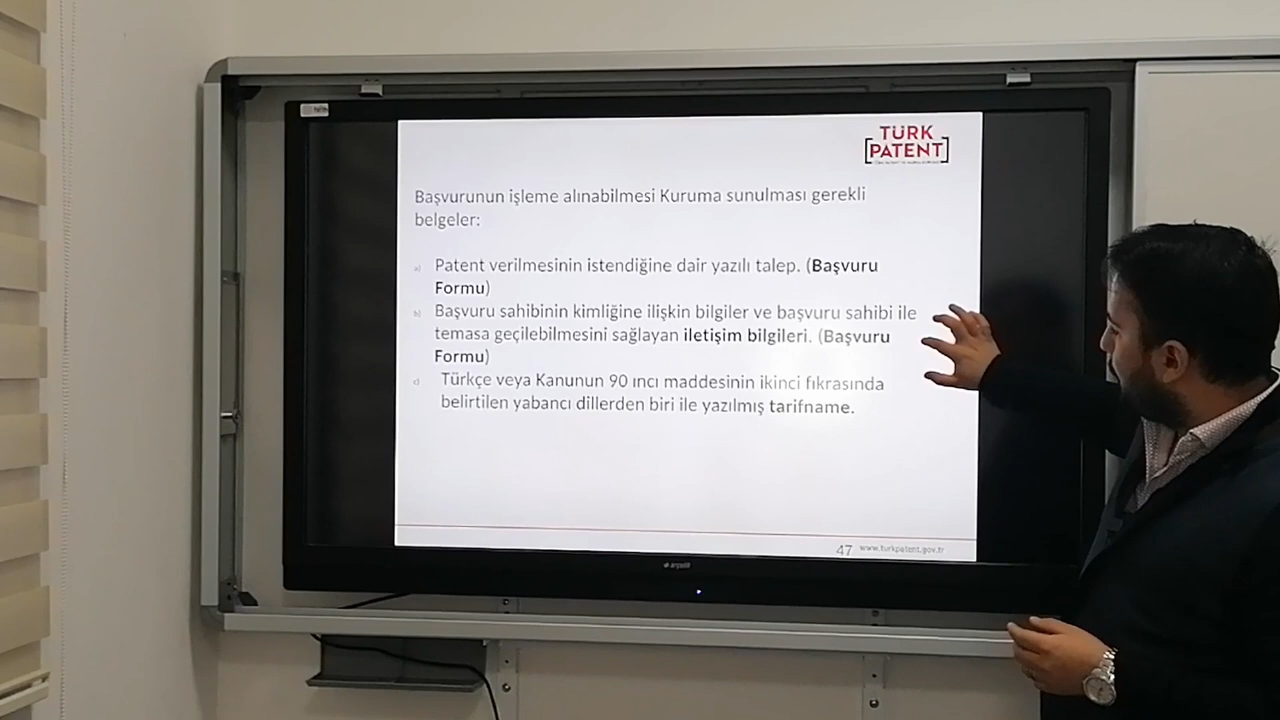 TÜRK
PATENT
Başvurunun işleme alınabilmesi Kuruma sunulması gerekli
belgeler:
a) Patent verilmesinin istendiğine dair yazılı talep. (Başvuru
Formu)
b) Başvuru sahibinin kimliğine ilişkin bilgiler ve başvuru sahibi ile
temasa geçilebilmesini sağlayan iletişim bilgileri. (Başvuru
Formu)
c) Türkçe veya Kanunun 90 ıncı maddesinin ikinci fıkrasında
belirtilen yabancı dillerden biri ile yazılmış tarifname.
47 www.turkpatent.gov.tr
arçelik